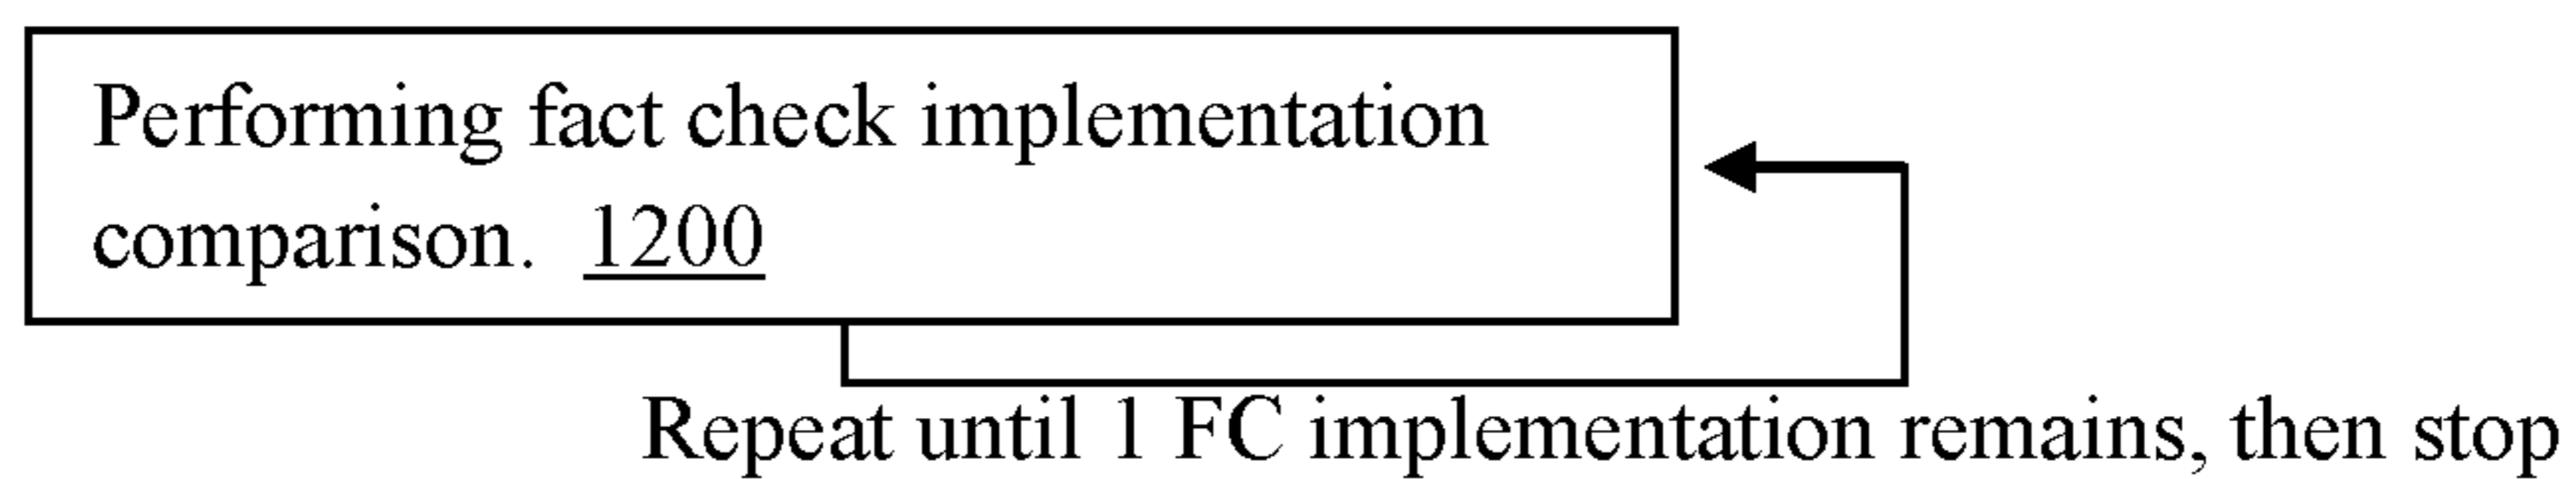 Performing fact check implementation
comparison. 1200
Repeat until 1 FC implementation remains, then stop